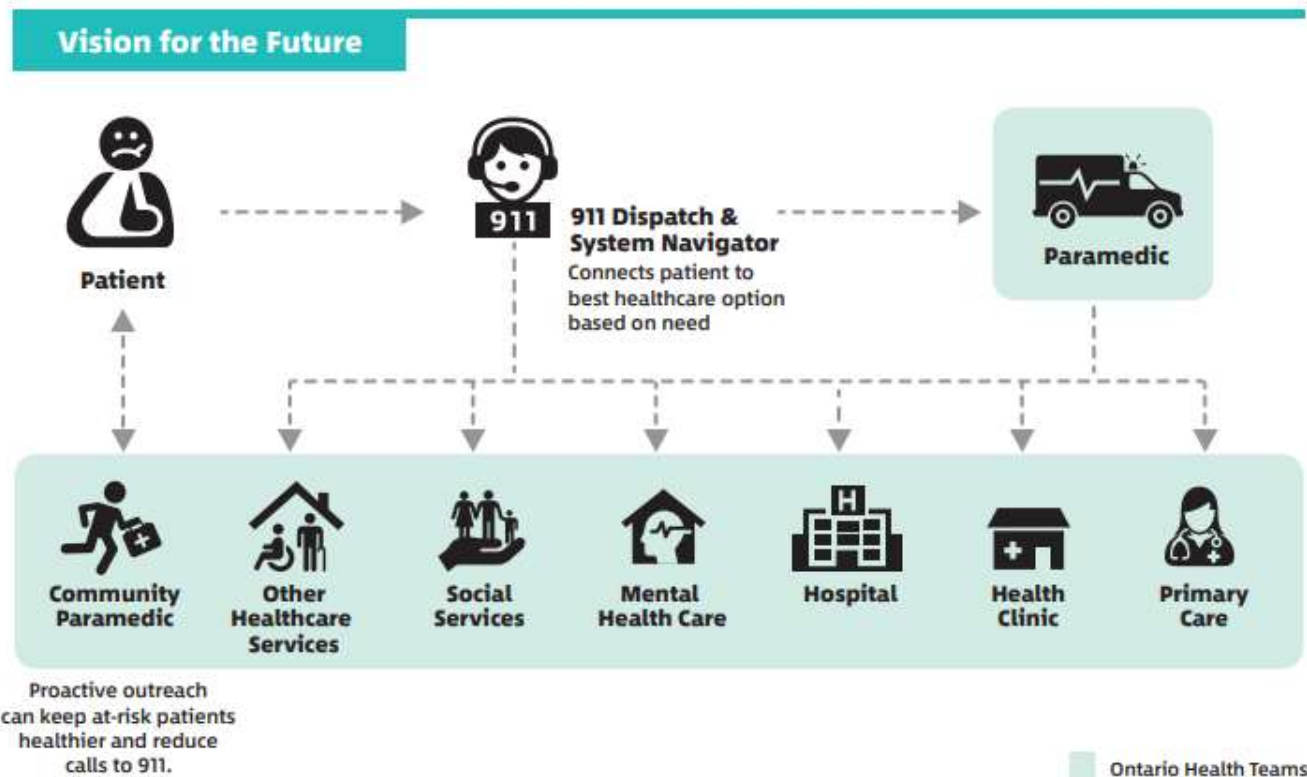 Vision for the Future
911
911 Dispatch &
System Navigator
Connects patient to
best healthcare option
based on need
Patient
Paramedic
H
Community
Paramedic
Other
Healthcare
Services
Social
Services
Mental
Health Care
Hospital
Health
Clinic
Primary
Care
Proactive outreach
can keep at-risk patients
healthier and reduce
calls to 911.
Ontario Health Teams